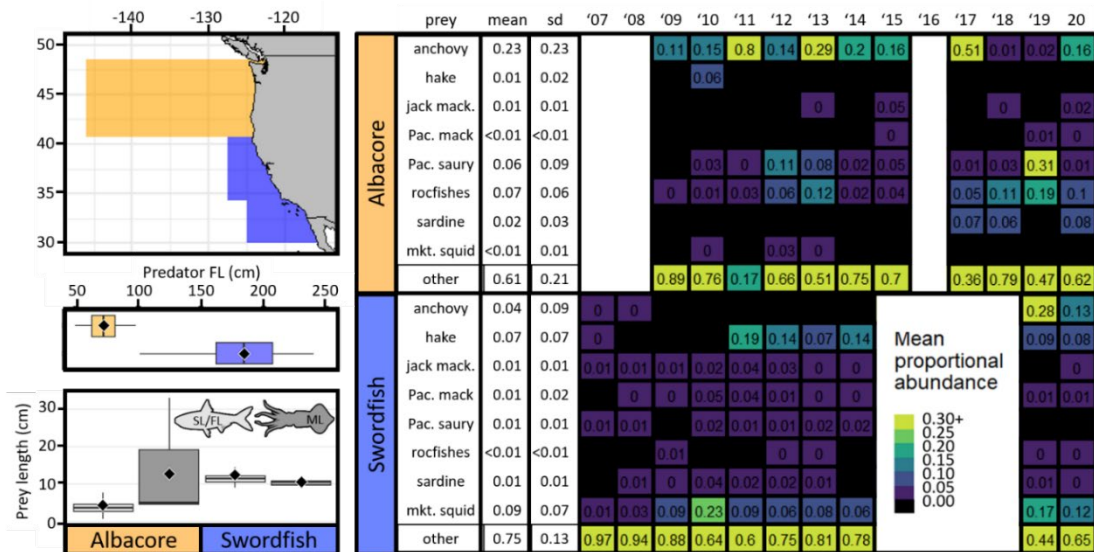 -140 -130 -120
50
45
40
35
30
Predator FL (cm)
50 100 150 200 250
Prey length (cm)
30
20
10
0
SL/FL ML
Albacore Swordfish
prey mean sd '07 '08 '09 '10 '11 '12 '13 '14 '15 '16 '17 '18 '19 20
Albacore
anchovy 0.23 0.23 0.11 0.15 0.8 0.14 0.29 0.2 0.16 0.51 0.01 0.02 0.16
hake 0.01 0.02 0.06
jack mack. 0.01 0.01 0 0.05 0 0.02
Pac. mack <0.01 <0.01 0 0.01 0
Pac. saury 0.06 0.09 0.03 0 0.11 0.08 0.02 0.05 0.01 0.03 0.31 0.01
rocfishes 0.07 0.06 0 0.01 0.03 0.06 0.12 0.02 0.04 0.05 0.11 0.19 0.1
sardine 0.02 0.03 0.07 0.06 0.08
mkt. squid <0.01 0.01 0 0.03 0
other 0.61 0.21 0.89 0.76 0.17 0.66 0.51 0.75 0.7 0.36 0.79 0.47 0.62
Swordfish
anchovy 0.04 0.09 0 0 0.28 0.13
hake 0.07 0.07 0 0.19 0.14 0.07 0.14 0.09 0.08
jack mack. 0.01 0.01 0.01 0.01 0.01 0.02 0.04 0.03 0 0 0
Pac. mack 0.01 0.02 0 0 0.05 0.04 0.01 0 0 0.01 0.01
Pac. saury 0.01 0.01 0.01 0.01 0 0.01 0.02 0.01 0.02 0.02
rocfishes <0.01 <0.01 0.01 0 0 0 0
sardine 0.01 0.01 0.01 0 0.04 0.02 0.02 0.01 0 0.01 0
mkt. squid 0.09 0.07 0.01 0.03 0.09 0.23 0.09 0.06 0.08 0.06 0.17 0.12
other 0.75 0.13 0.97 0.94 0.88 0.64 0.6 0.75 0.81 0.78 0.44 0.65
Mean
proportional
abundance
0.30+
0.25
0.20
0.15
0.10
0.05
0.00